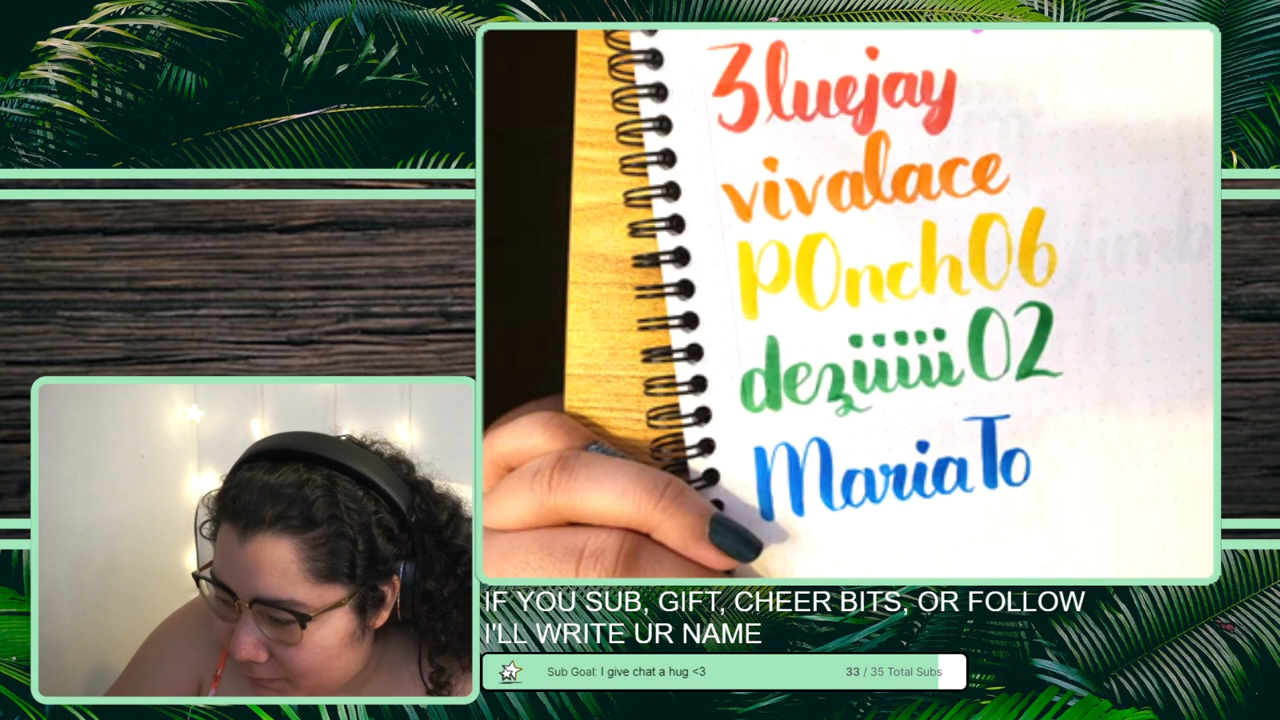 3luejay
vivalace
P0nch06
deziiiii02
MariaTo
IF YOU SUB, GIFT, CHEER BITS, OR FOLLOW
I'LL WRITE UR NAME
Sub Goal: I give chat a hug <3 33 / 35 Total Subs